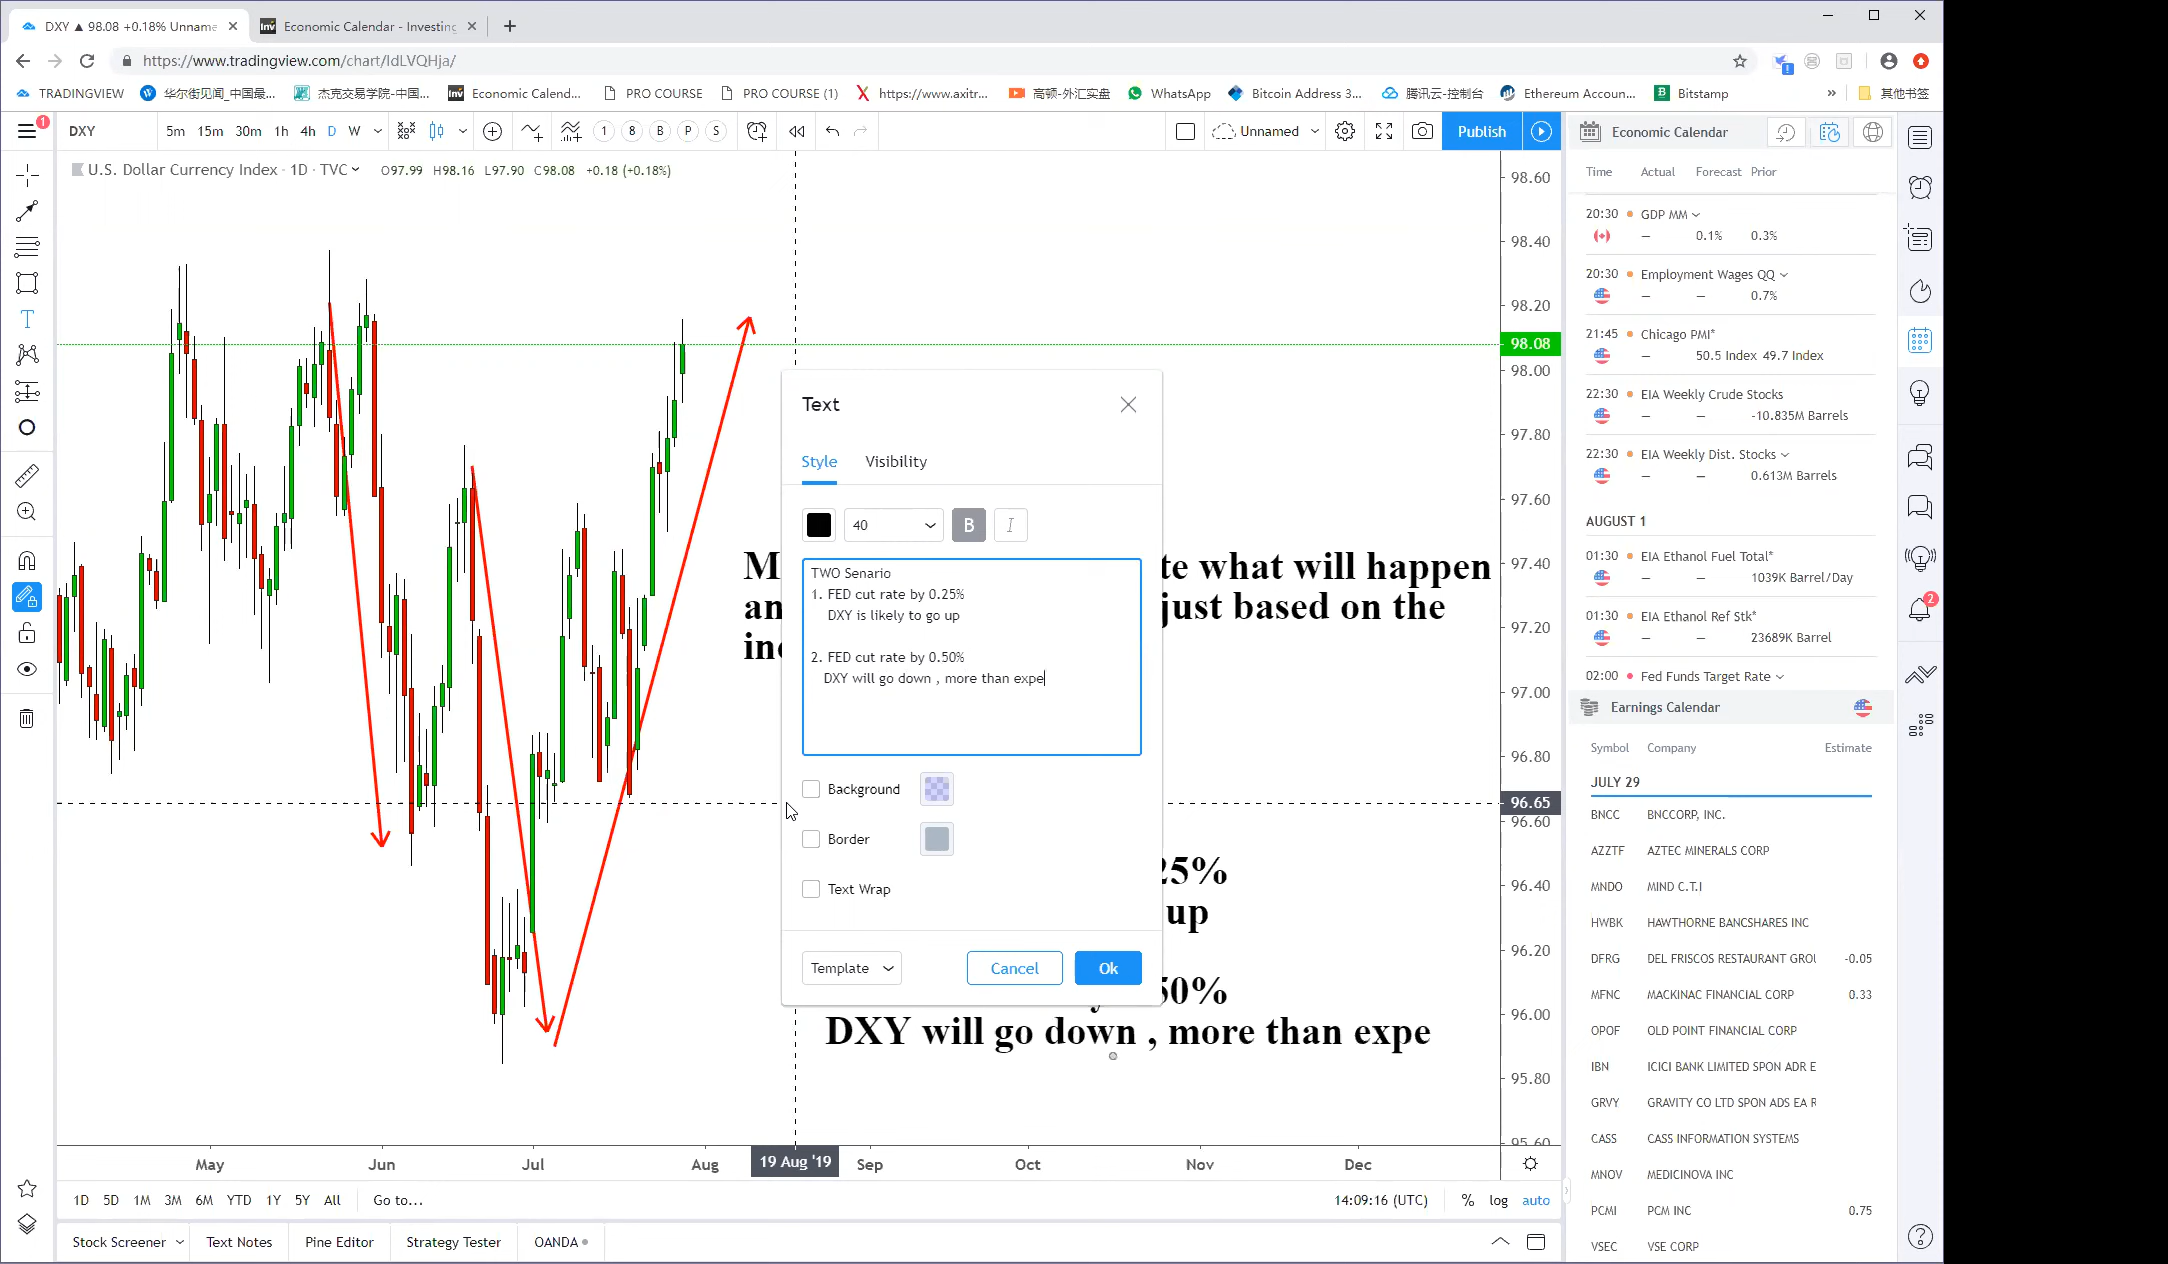 DXY ▲ 98.08 +0.18% Unname
Economic Calendar - Investing
https://www.tradingview.com/chart/IdLVQHja/
TRADINGVIEW
华尔街见闻_中国最...
杰克交易学院-中国...
Economic Calend...
PRO COURSE
PRO COURSE (1)
https://www.axitr...
高顿-外汇实盘
WhatsApp
Bitcoin Address 3...
腾讯云-控制台
Ethereum Accoun...
Bitstamp
»
其他书签
1
DXY
5m 15m 30m 1h 4h D W
1 8 B P S
Unnamed
Publish
U.S. Dollar Currency Index · 1D · TVC
O97.99 H98.16 L97.90 C98.08 +0.18 (+0.18%)
98.60
98.40
98.20
98.08
98.00
97.80
97.60
97.40
97.20
97.00
96.80
96.65
96.60
96.40
96.20
96.00
95.80
95.60
te what will happen
just based on the
25%
up
50%
DXY will go down , more than expe
Text
Style Visibility
40 B I
TWO Senario
1. FED cut rate by 0.25%
DXY is likely to go up
2. FED cut rate by 0.50%
DXY will go down , more than expe
Background
Border
Text Wrap
Template Cancel Ok
May Jun Jul Aug 19 Aug '19 Sep Oct Nov Dec
1D 5D 1M 3M 6M YTD 1Y 5Y All Go to...
14:09:16 (UTC) % log auto
Stock Screener Text Notes Pine Editor Strategy Tester OANDA
Economic Calendar
Time Actual Forecast Prior
20:30 GDP MM
– 0.1% 0.3%
20:30 Employment Wages QQ
– – 0.7%
21:45 Chicago PMI*
– 50.5 Index 49.7 Index
22:30 EIA Weekly Crude Stocks
– – -10.835M Barrels
22:30 EIA Weekly Dist. Stocks
– – 0.613M Barrels
AUGUST 1
01:30 EIA Ethanol Fuel Total*
– – 1039K Barrel/Day
01:30 EIA Ethanol Ref Stk*
– – 23689K Barrel
02:00 Fed Funds Target Rate
Earnings Calendar
Symbol Company Estimate
JULY 29
BNCC BNCCORP, INC.
AZZTF AZTEC MINERALS CORP
MNDO MIND C.T.I
HWBK HAWTHORNE BANCSHARES INC
DFRG DEL FRISCOS RESTAURANT GROU -0.05
MFNC MACKINAC FINANCIAL CORP 0.33
OPOF OLD POINT FINANCIAL CORP
IBN ICICI BANK LIMITED SPON ADR E
GRVY GRAVITY CO LTD SPON ADS EA R
CASS CASS INFORMATION SYSTEMS
MNOV MEDICINOVA INC
PCMI PCM INC 0.75
VSEC VSE CORP
2